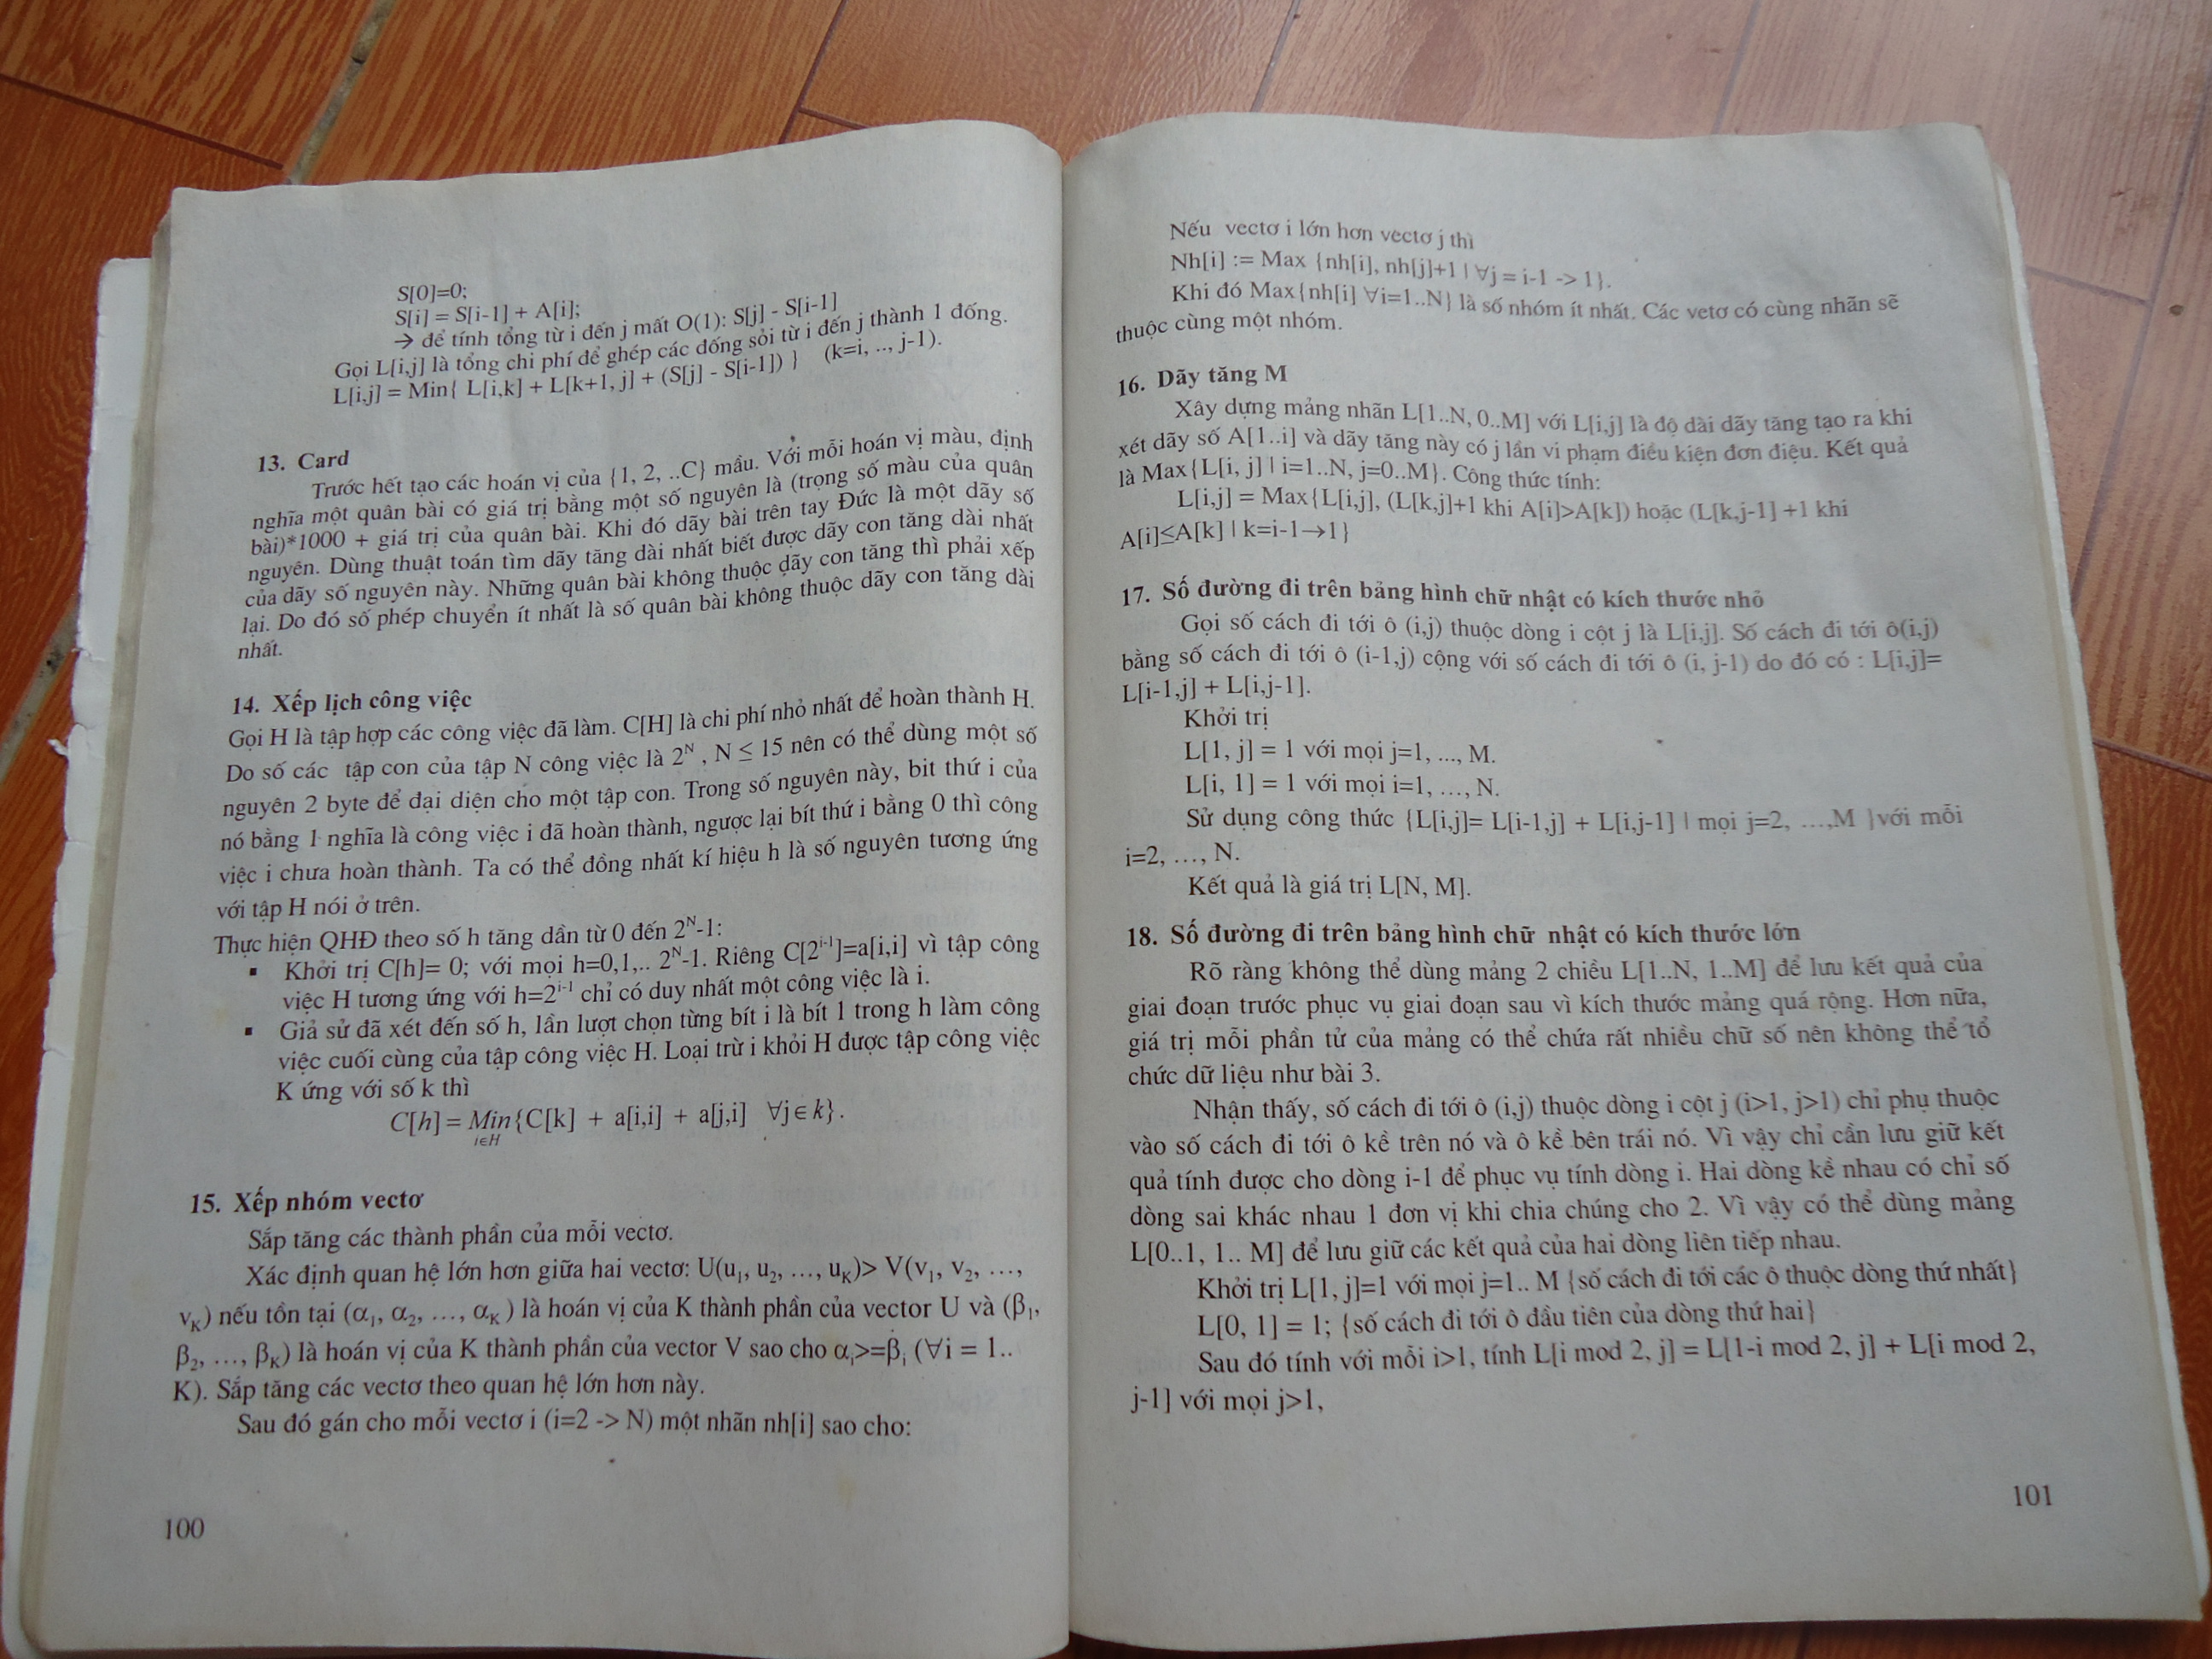 S[0]=0;
S[i] = S[i-1] + A[i];
→ để tính tổng từ i đến j mất O(1): S[j] - S[i-1]
Gọi L[i,j] là tổng chi phí để ghép các đống sỏi từ i đến j thành 1 đống.
L[i,j] = Min{ L[i,k] + L[k+1, j] + (S[j] - S[i-1]) } (k=i, .., j-1).
13. Card
Trước hết tạo các hoán vị của {1, 2, ..C} mầu. Với mỗi hoán vị màu, định
nghĩa một quân bài có giá trị bằng một số nguyên là (trọng số màu của quân
bài)*1000 + giá trị của quân bài. Khi đó dãy bài trên tay Đức là một dãy số
nguyên. Dùng thuật toán tìm dãy tăng dài nhất biết được dãy con tăng dài nhất
của dãy số nguyên này. Những quân bài không thuộc dãy con tăng thì phải xếp
lại. Do đó số phép chuyển ít nhất là số quân bài không thuộc dãy con tăng dài
nhất.
14. Xếp lịch công việc
Gọi H là tập hợp các công việc đã làm. C[H] là chi phí nhỏ nhất để hoàn thành H.
Do số các tập con của tập N công việc là 2^N , N ≤ 15 nên có thể dùng một số
nguyên 2 byte để đại diện cho một tập con. Trong số nguyên này, bit thứ i của
nó bằng 1 nghĩa là công việc i đã hoàn thành, ngược lại bít thứ i bằng 0 thì công
việc i chưa hoàn thành. Ta có thể đồng nhất kí hiệu h là số nguyên tương ứng
với tập H nói ở trên.
Thực hiện QHĐ theo số h tăng dần từ 0 đến 2^N-1:
▪ Khởi trị C[h]= 0; với mọi h=0,1,.. 2^N-1. Riêng C[2^i-1]=a[i,i] vì tập công
việc H tương ứng với h=2^i-1 chỉ có duy nhất một công việc là i.
▪ Giả sử đã xét đến số h, lần lượt chọn từng bít i là bít 1 trong h làm công
việc cuối cùng của tập công việc H. Loại trừ i khỏi H được tập công việc
K ứng với số k thì
C[h] = Min{C[k] + a[i,i] + a[j,i] ∀j∈k}.
i∈H
15. Xếp nhóm vectơ
Sắp tăng các thành phần của mỗi vectơ.
Xác định quan hệ lớn hơn giữa hai vectơ: U(u₁, u₂, ..., u_K)> V(v₁, v₂, ...,
v_K) nếu tồn tại (α₁, α₂, ..., α_K ) là hoán vị của K thành phần của vector U và (β₁,
β₂, ..., β_K) là hoán vị của K thành phần của vector V sao cho αᵢ>=βᵢ (∀i = 1..
K). Sắp tăng các vectơ theo quan hệ lớn hơn này.
Sau đó gán cho mỗi vectơ i (i=2 -> N) một nhãn nh[i] sao cho:
100
Nếu vectơ i lớn hơn vectơ j thì
Nh[i] := Max {nh[i], nh[j]+1 | ∀j = i-1 -> 1}.
Khi đó Max{nh[i] ∀i=1..N} là số nhóm ít nhất. Các vetơ có cùng nhãn sẽ
thuộc cùng một nhóm.
16. Dãy tăng M
Xây dựng mảng nhãn L[1..N, 0..M] với L[i,j] là độ dài dãy tăng tạo ra khi
xét dãy số A[1..i] và dãy tăng này có j lần vi phạm điều kiện đơn điệu. Kết quả
là Max{L[i, j] | i=1..N, j=0..M}. Công thức tính:
L[i,j] = Max{L[i,j], (L[k,j]+1 khi A[i]>A[k]) hoặc (L[k,j-1] +1 khi
A[i]≤A[k] | k=i-1→1}
17. Số đường đi trên bảng hình chữ nhật có kích thước nhỏ
Gọi số cách đi tới ô (i,j) thuộc dòng i cột j là L[i,j]. Số cách đi tới ô(i,j)
bằng số cách đi tới ô (i-1,j) cộng với số cách đi tới ô (i, j-1) do đó có : L[i,j]=
L[i-1,j] + L[i,j-1].
Khởi trị
L[1, j] = 1 với mọi j=1, ..., M.
L[i, 1] = 1 với mọi i=1, ..., N.
Sử dụng công thức {L[i,j]= L[i-1,j] + L[i,j-1] | mọi j=2, ...,M }với mỗi
i=2, ..., N.
Kết quả là giá trị L[N, M].
18. Số đường đi trên bảng hình chữ nhật có kích thước lớn
Rõ ràng không thể dùng mảng 2 chiều L[1..N, 1..M] để lưu kết quả của
giai đoạn trước phục vụ giai đoạn sau vì kích thước mảng quá rộng. Hơn nữa,
giá trị mỗi phần tử của mảng có thể chứa rất nhiều chữ số nên không thể tổ
chức dữ liệu như bài 3.
Nhận thấy, số cách đi tới ô (i,j) thuộc dòng i cột j (i>1, j>1) chỉ phụ thuộc
vào số cách đi tới ô kề trên nó và ô kề bên trái nó. Vì vậy chỉ cần lưu giữ kết
quả tính được cho dòng i-1 để phục vụ tính dòng i. Hai dòng kề nhau có chỉ số
dòng sai khác nhau 1 đơn vị khi chia chúng cho 2. Vì vậy có thể dùng mảng
L[0..1, 1.. M] để lưu giữ các kết quả của hai dòng liên tiếp nhau.
Khởi trị L[1, j]=1 với mọi j=1.. M {số cách đi tới các ô thuộc dòng thứ nhất}
L[0, 1] = 1; {số cách đi tới ô đầu tiên của dòng thứ hai}
Sau đó tính với mỗi i>1, tính L[i mod 2, j] = L[1-i mod 2, j] + L[i mod 2,
j-1] với mọi j>1,
101